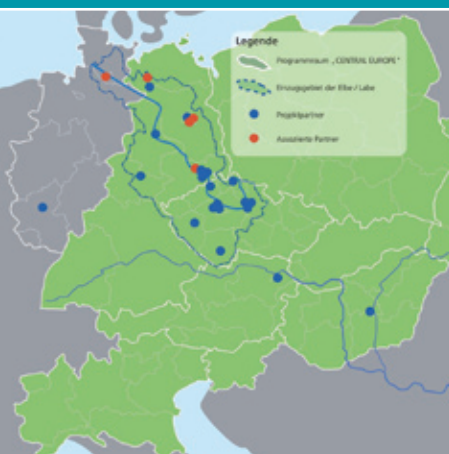 Legende
Programmraum „CENTRAL EUROPE“
Einzugsgebiet der Elbe / Labe
Projektpartner
Assoziierte Partner